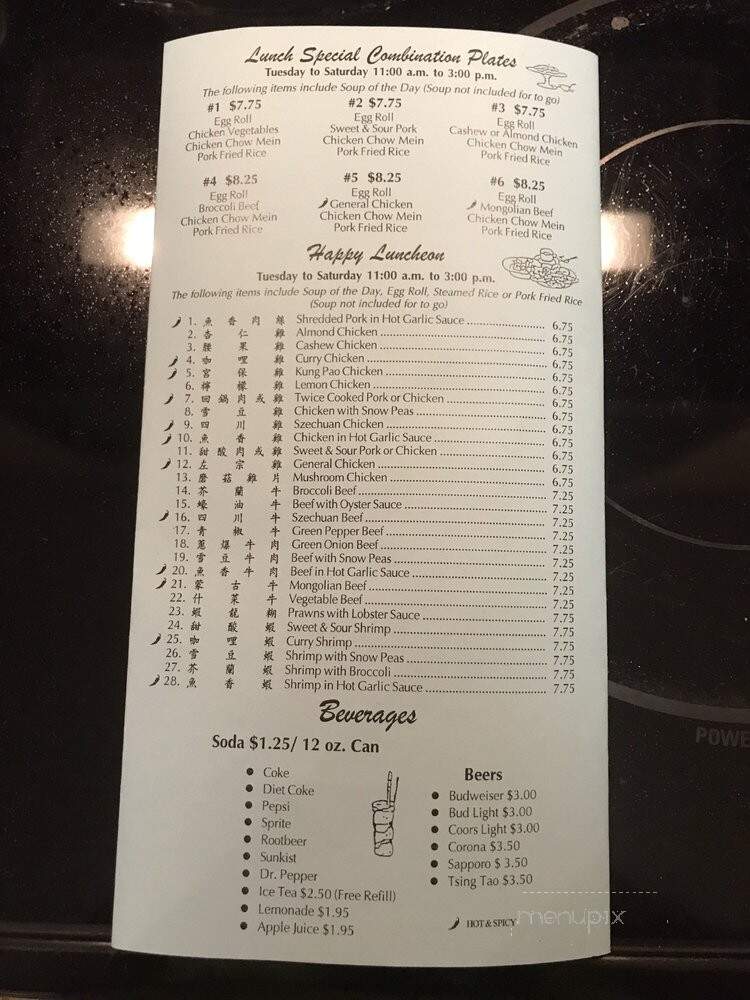 Lunch Special Combination Plates
Tuesday to Saturday 11:00 a.m. to 3:00 p.m.
The following items include Soup of the Day (Soup not included for to go)
#1 $7.75
Egg Roll
Chicken Vegetables
Chicken Chow Mein
Pork Fried Rice
#2 $7.75
Egg Roll
Sweet & Sour Pork
Chicken Chow Mein
Pork Fried Rice
#3 $7.75
Egg Roll
Cashew or Almond Chicken
Chicken Chow Mein
Pork Fried Rice
#4 $8.25
Egg Roll
Broccoli Beef
Chicken Chow Mein
Pork Fried Rice
#5 $8.25
Egg Roll
General Chicken
Chicken Chow Mein
Pork Fried Rice
#6 $8.25
Egg Roll
Mongolian Beef
Chicken Chow Mein
Pork Fried Rice
Happy Luncheon
Tuesday to Saturday 11:00 a.m. to 3:00 p.m.
The following items include Soup of the Day, Egg Roll, Steamed Rice or Pork Fried Rice
(Soup not included for to go)
1. 魚香肉絲 Shredded Pork in Hot Garlic Sauce 6.75
2. 杏仁雞 Almond Chicken 6.75
3. 腰果雞 Cashew Chicken 6.75
4. 咖哩雞 Curry Chicken 6.75
5. 宮保雞 Kung Pao Chicken 6.75
6. 檸檬雞 Lemon Chicken 6.75
7. 回鍋肉或雞 Twice Cooked Pork or Chicken 6.75
8. 雪豆雞 Chicken with Snow Peas 6.75
9. 四川雞 Szechuan Chicken 6.75
10. 魚香雞 Chicken in Hot Garlic Sauce 6.75
11. 甜酸肉或雞 Sweet & Sour Pork or Chicken 6.75
12. 左宗雞 General Chicken 6.75
13. 磨菇雞片 Mushroom Chicken 6.75
14. 芥蘭牛 Broccoli Beef 7.25
15. 蠔油牛 Beef with Oyster Sauce 7.25
16. 四川牛 Szechuan Beef 7.25
17. 青椒牛 Green Pepper Beef 7.25
18. 蔥爆牛肉 Green Onion Beef 7.25
19. 雪豆牛肉 Beef with Snow Peas 7.25
20. 魚香牛肉 Beef in Hot Garlic Sauce 7.25
21. 蒙古牛 Mongolian Beef 7.25
22. 什菜牛 Vegetable Beef 7.25
23. 蝦龍糊 Prawns with Lobster Sauce 7.75
24. 甜酸蝦 Sweet & Sour Shrimp 7.75
25. 咖哩蝦 Curry Shrimp 7.75
26. 雪豆蝦 Shrimp with Snow Peas 7.75
27. 芥蘭蝦 Shrimp with Broccoli 7.75
28. 魚香蝦 Shrimp in Hot Garlic Sauce 7.75
Beverages
Soda $1.25/ 12 oz. Can
Coke
Diet Coke
Pepsi
Sprite
Rootbeer
Sunkist
Dr. Pepper
Ice Tea $2.50 (Free Refill)
Lemonade $1.95
Apple Juice $1.95
Beers
Budweiser $3.00
Bud Light $3.00
Coors Light $3.00
Corona $3.50
Sapporo $ 3.50
Tsing Tao $3.50
HOT & SPICY
menupix
POWE